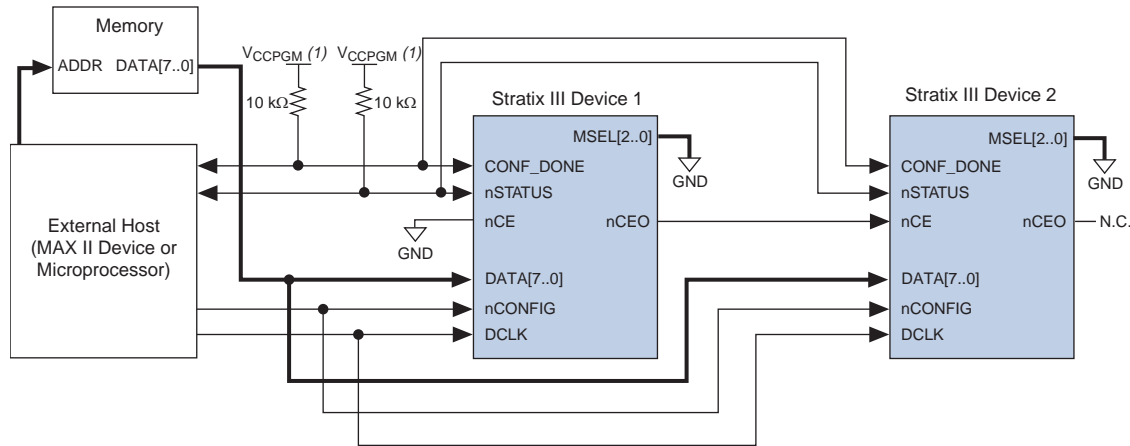 Memory
ADDR DATA[7..0]
VCCPGM (1) VCCPGM (1)
10 kΩ 10 kΩ
External Host
(MAX II Device or
Microprocessor)
Stratix III Device 1
MSEL[2..0]
GND
CONF_DONE
nSTATUS
nCE nCEO
GND
DATA[7..0]
nCONFIG
DCLK
Stratix III Device 2
MSEL[2..0]
GND
CONF_DONE
nSTATUS
nCE nCEO N.C.
DATA[7..0]
nCONFIG
DCLK